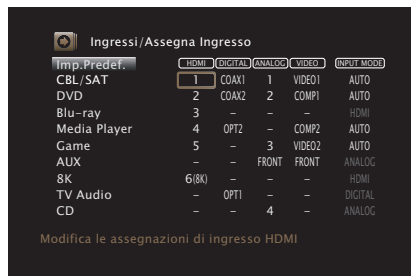 Ingressi/Assegna Ingresso
Imp.Predef. HDMI DIGITAL ANALOG VIDEO INPUT MODE
CBL/SAT 1 COAX1 1 VIDEO1 AUTO
DVD 2 COAX2 2 COMP1 AUTO
Blu-ray 3 – – – HDMI
Media Player 4 OPT2 – COMP2 AUTO
Game 5 – 3 VIDEO2 AUTO
AUX – – FRONT FRONT ANALOG
8K 6(8K) – – – HDMI
TV Audio – OPT1 – – DIGITAL
CD – – 4 – ANALOG
Modifica le assegnazioni di ingresso HDMI